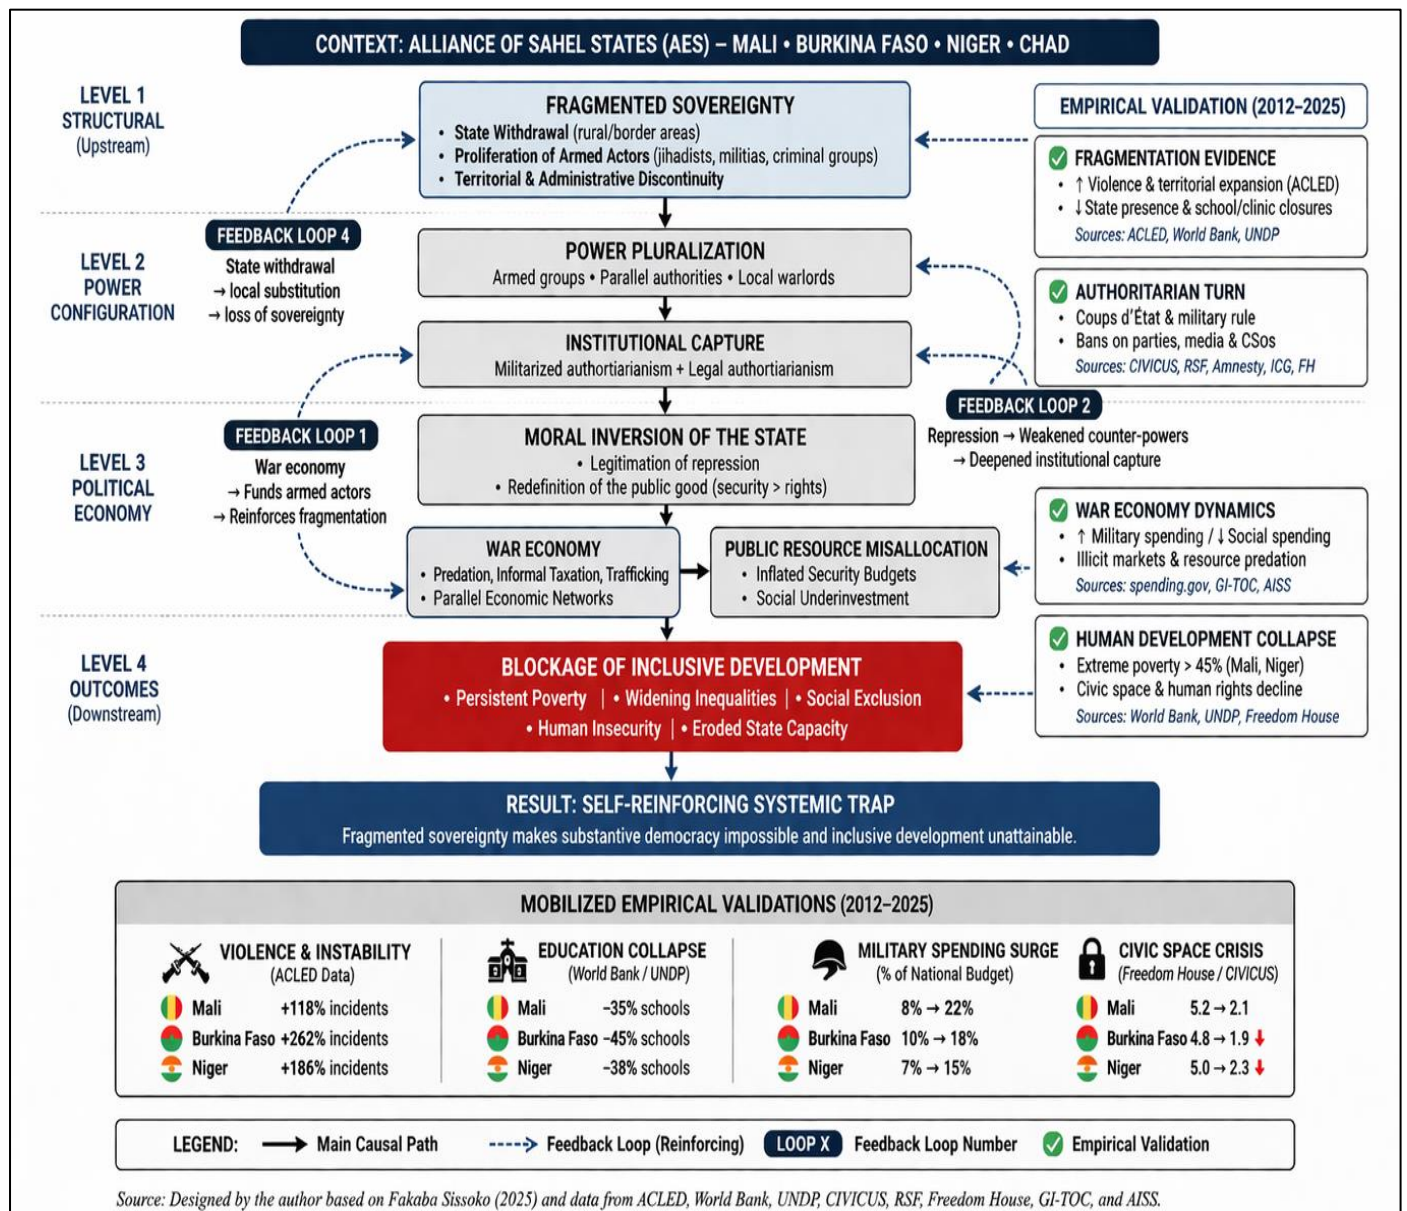 CONTEXT: ALLIANCE OF SAHEL STATES (AES) – MALI • BURKINA FASO • NIGER • CHAD
LEVEL 1
STRUCTURAL
(Upstream)
FRAGMENTED SOVEREIGNTY
• State Withdrawal (rural/border areas)
• Proliferation of Armed Actors (jihadists, militias, criminal groups)
• Territorial & Administrative Discontinuity
EMPIRICAL VALIDATION (2012–2025)
FRAGMENTATION EVIDENCE
• ↑ Violence & territorial expansion (ACLED)
• ↓ State presence & school/clinic closures
Sources: ACLED, World Bank, UNDP
FEEDBACK LOOP 4
State withdrawal
→ local substitution
→ loss of sovereignty
LEVEL 2
POWER
CONFIGURATION
POWER PLURALIZATION
Armed groups • Parallel authorities • Local warlords
AUTHORITARIAN TURN
• Coups d'État & military rule
• Bans on parties, media & CSOs
Sources: CIVICUS, RSF, Amnesty, ICG, FH
INSTITUTIONAL CAPTURE
Militarized authortiarianism + Legal authortiarianism
FEEDBACK LOOP 2
Repression → Weakened counter-powers
→ Deepened institutional capture
FEEDBACK LOOP 1
War economy
→ Funds armed actors
→ Reinforces fragmentation
LEVEL 3
POLITICAL
ECONOMY
MORAL INVERSION OF THE STATE
• Legitimation of repression
• Redefinition of the public good (security > rights)
WAR ECONOMY
• Predation, Informal Taxation, Trafficking
• Parallel Economic Networks
PUBLIC RESOURCE MISALLOCATION
• Inflated Security Budgets
• Social Underinvestment
WAR ECONOMY DYNAMICS
• ↑ Military spending / ↓ Social spending
• Illicit markets & resource predation
Sources: spending.gov, GI-TOC, AISS
LEVEL 4
OUTCOMES
(Downstream)
BLOCKAGE OF INCLUSIVE DEVELOPMENT
• Persistent Poverty | • Widening Inequalities | • Social Exclusion
• Human Insecurity | • Eroded State Capacity
HUMAN DEVELOPMENT COLLAPSE
• Extreme poverty > 45% (Mali, Niger)
• Civic space & human rights decline
Sources: World Bank, UNDP, Freedom House
RESULT: SELF-REINFORCING SYSTEMIC TRAP
Fragmented sovereignty makes substantive democracy impossible and inclusive development unattainable.
MOBILIZED EMPIRICAL VALIDATIONS (2012–2025)
VIOLENCE & INSTABILITY
(ACLED Data)
Mali +118% incidents
Burkina Faso +262% incidents
Niger +186% incidents
EDUCATION COLLAPSE
(World Bank / UNDP)
Mali –35% schools
Burkina Faso –45% schools
Niger –38% schools
MILITARY SPENDING SURGE
(% of National Budget)
Mali 8% → 22%
Burkina Faso 10% → 18%
Niger 7% → 15%
CIVIC SPACE CRISIS
(Freedom House / CIVICUS)
Mali 5.2 → 2.1
Burkina Faso 4.8 → 1.9 ↓
Niger 5.0 → 2.3 ↓
LEGEND: Main Causal Path Feedback Loop (Reinforcing) LOOP X Feedback Loop Number Empirical Validation
Source: Designed by the author based on Fakaba Sissoko (2025) and data from ACLED, World Bank, UNDP, CIVICUS, RSF, Freedom House, GI-TOC, and AISS.